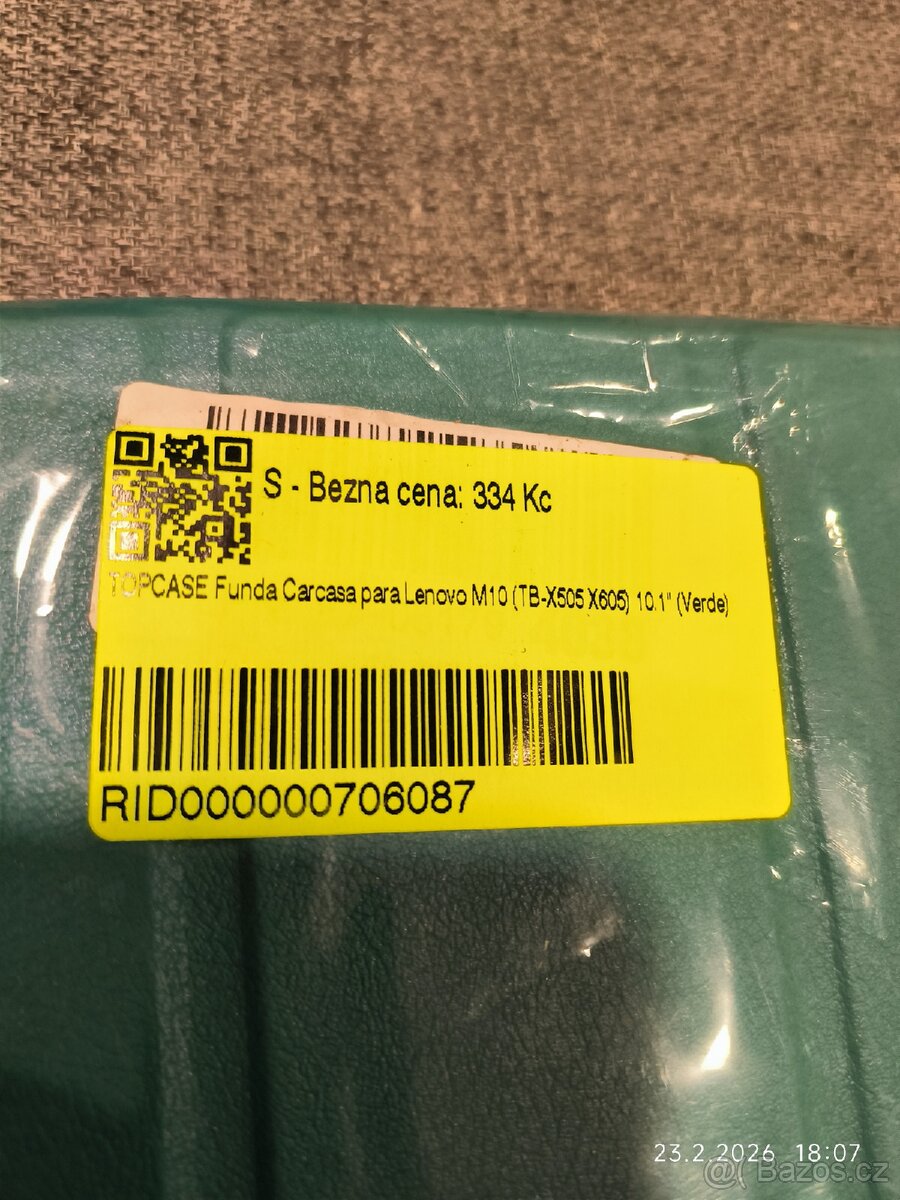 S - Bezna cena: 334 Kc
TOPCASE Funda Carcasa para Lenovo M10 (TB-X505 X605) 10.1" (Verde)
RID000000706087
23.2.2026 18:07
@ Bazos.cz